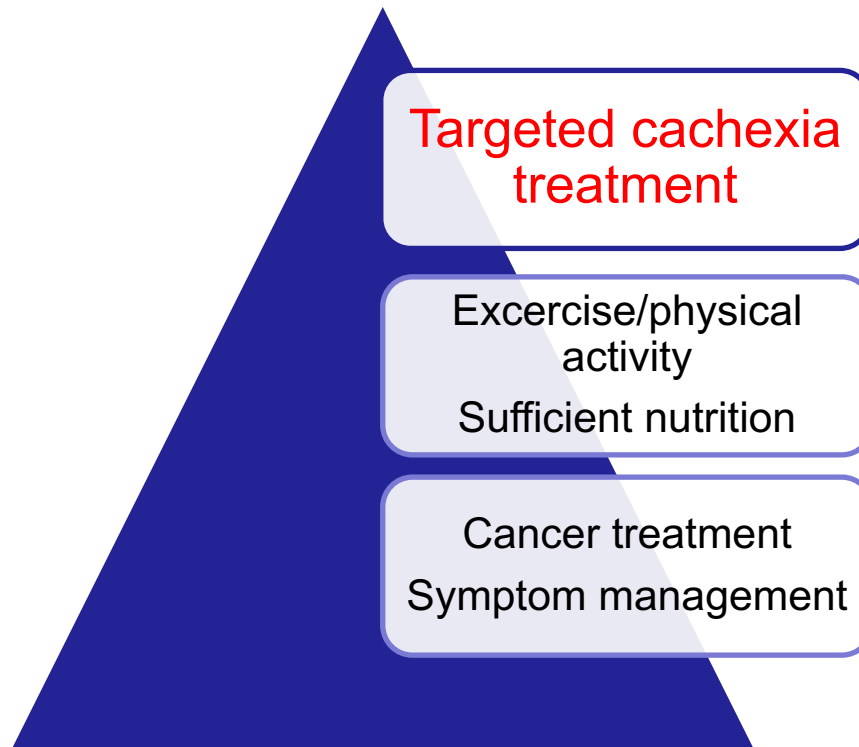 Targeted cachexia
treatment
Excercise/physical
activity
Sufficient nutrition
Cancer treatment
Symptom management